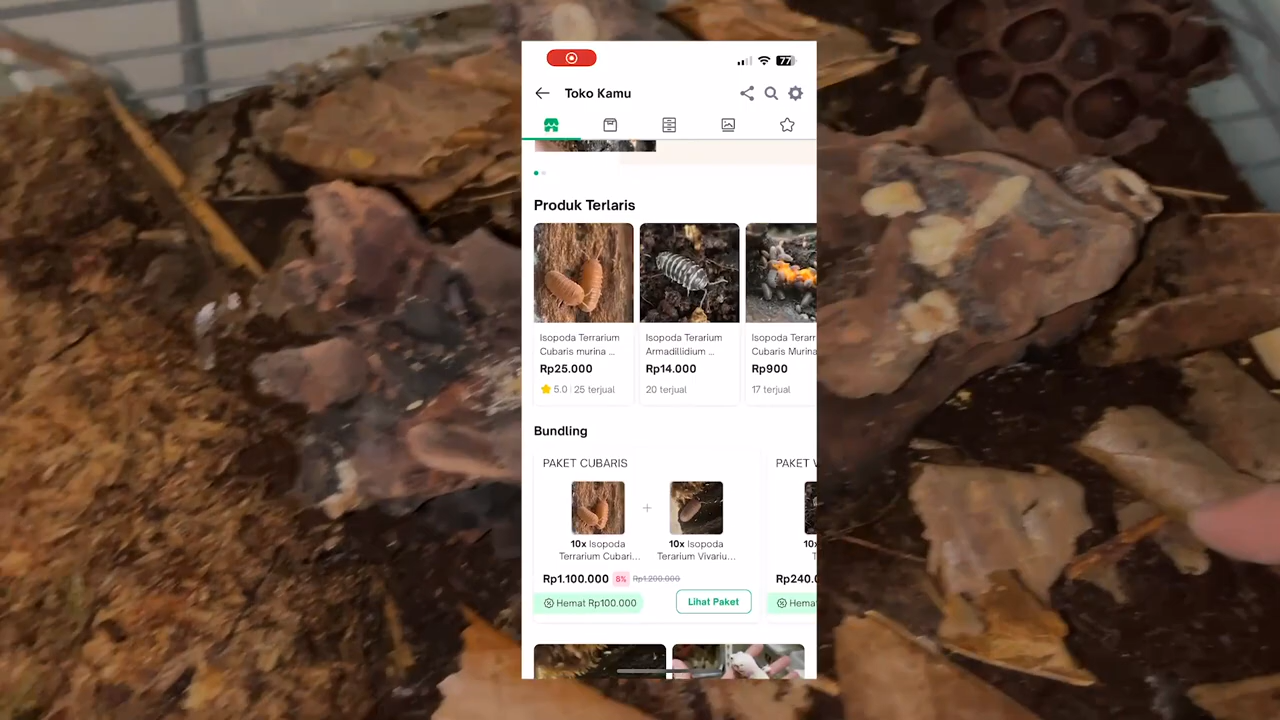 77
Toko Kamu
Produk Terlaris
Isopoda Terrarium
Cubaris murina ...
Rp25.000
5.0 | 25 terjual
Isopoda Terarium
Armadillidium ...
Rp14.000
20 terjual
Isopoda Terar
Cubaris Murina
Rp900
17 terjual
Bundling
PAKET CUBARIS
10x Isopoda
Terrarium Cubari...
+
10x Isopoda
Terarium Vivariu...
Rp1.100.000 8% Rp1.200.000
Hemat Rp100.000
Lihat Paket
PAKET
10x
Rp240.0
Hema